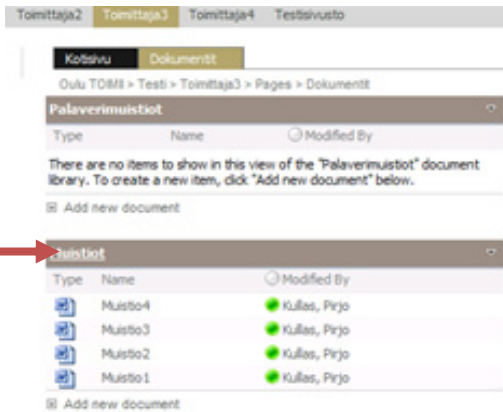 Toimittaja2 Toimittaja3 Toimittaja4 Testisivusto
Kotisivu Dokumentit
Oulu TOIMII > Testi > Toimittaja3 > Pages > Dokumentit
Palaverimuistiot
Type Name Modified By
There are no items to show in this view of the "Palaverimuistiot" document
library. To create a new item, click "Add new document" below.
Add new document
Muistiot
Type Name Modified By
Muistio4 Kullas, Pirjo
Muistio3 Kullas, Pirjo
Muistio2 Kullas, Pirjo
Muistio1 Kullas, Pirjo
Add new document